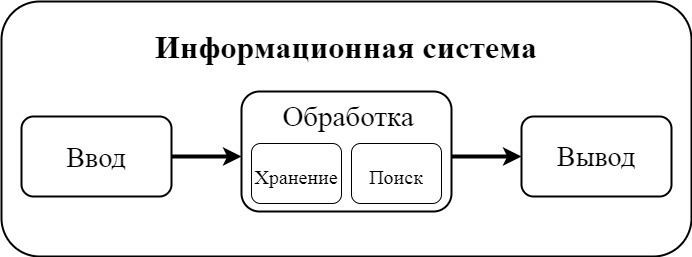 Информационная система
Ввод
Обработка
Хранение
Поиск
Вывод